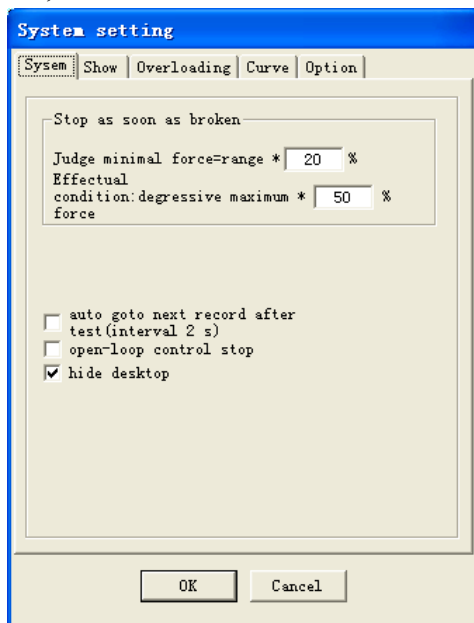 System setting
Sysem Show Overloading Curve Option
Stop as soon as broken
Judge minimal force=range * 20 %
Effectual
condition:degressive maximum * 50 %
force
auto goto next record after
test(interval 2 s)
open-loop control stop
hide desktop
OK Cancel